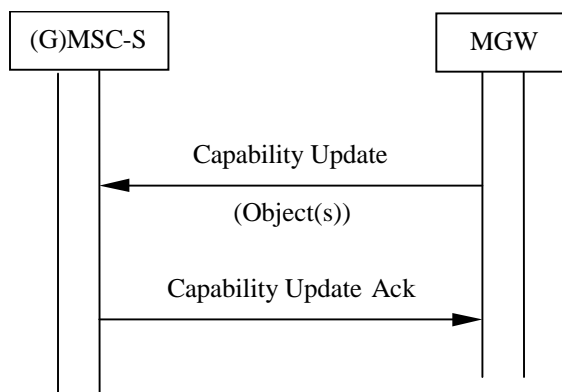 (G)MSC-S
MGW
Capability Update
(Object(s))
Capability Update Ack